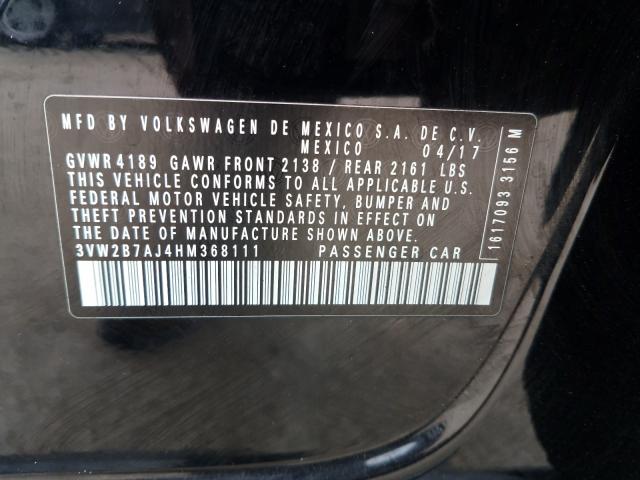 MFD BY VOLKSWAGEN DE MEXICO S.A. DE C.V.
MEXICO 04/17
GVWR 4189 GAWR FRONT 2138 / REAR 2161 LBS
THIS VEHICLE CONFORMS TO ALL APPLICABLE U.S.
FEDERAL MOTOR VEHICLE SAFETY, BUMPER AND
THEFT PREVENTION STANDARDS IN EFFECT ON
THE DATE OF MANUFACTURE SHOWN ABOVE.
3VW2B7AJ4HM368111 PASSENGER CAR
1617093 3156 M